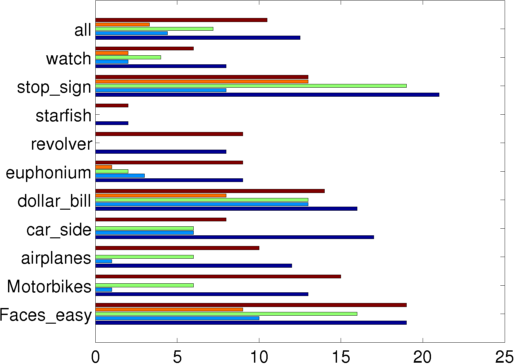 all
watch
stop_sign
starfish
revolver
euphonium
dollar_bill
car_side
airplanes
Motorbikes
Faces_easy
0 5 10 15 20 25